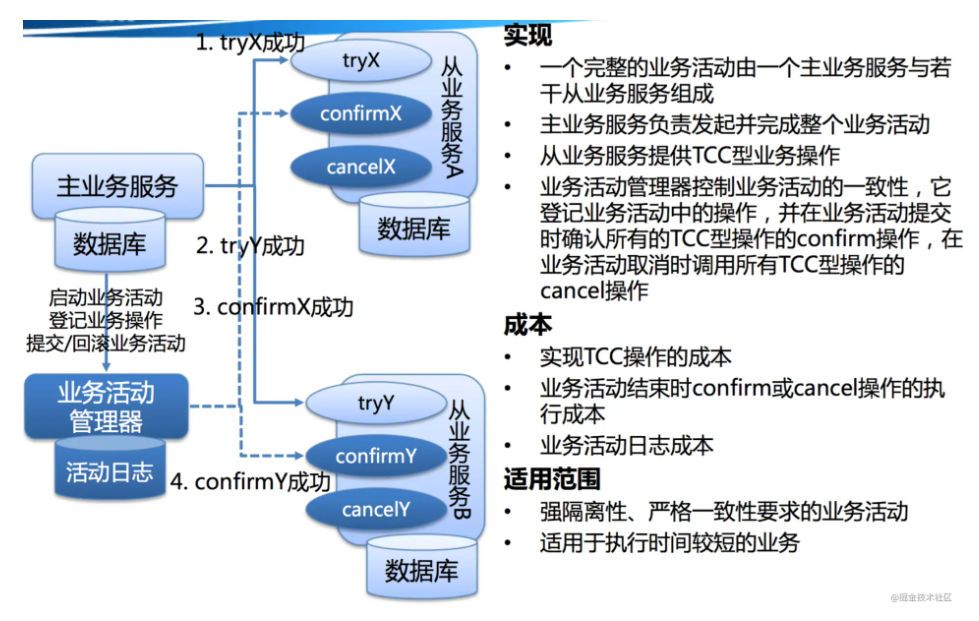 1. tryX成功
tryX
confirmX
cancelX
从业务服务A
数据库
主业务服务
数据库
2. tryY成功
启动业务活动
登记业务操作
提交/回滚业务活动
3. confirmX成功
业务活动
管理器
活动日志
4. confirmY成功
tryY
confirmY
cancelY
从业务服务B
数据库
实现
• 一个完整的业务活动由一个主业务服务与若
干从业务服务组成
• 主业务服务负责发起并完成整个业务活动
• 从业务服务提供TCC型业务操作
• 业务活动管理器控制业务活动的一致性，它
登记业务活动中的操作，并在业务活动提交
时确认所有的TCC型操作的confirm操作，在
业务活动取消时调用所有TCC型操作的
cancel操作
成本
• 实现TCC操作的成本
• 业务活动结束时confirm或cancel操作的执
行成本
• 业务活动日志成本
适用范围
• 强隔离性、严格一致性要求的业务活动
• 适用于执行时间较短的业务
@掘金技术社区